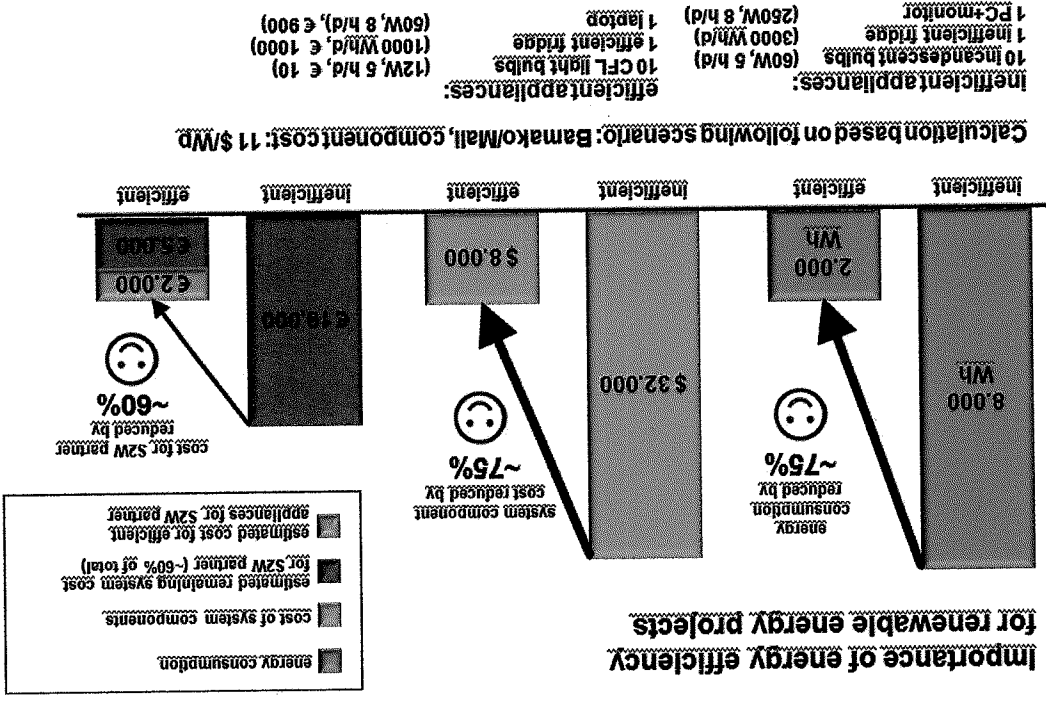 Importance of energy efficiency
for renewable energy projects
energy consumption
cost of system components
estimated remaining system cost
for S2W partner (~60% of total)
estimated cost for efficient
appliances for S2W partner
energy
consumption
reduced by
~75%
8.000
Wh
2.000
Wh
inefficient
efficient
system component
cost reduced by
~75%
$ 32.000
$ 8.000
inefficient
efficient
cost for S2W partner
reduced by
~60%
€ 19.000
€ 2.000
€ 5.000
inefficient
efficient
Calculation based on following scenario: Bamako/Mali, component cost: 11 $/Wp
inefficient appliances:
10 incandescent bulbs (60W, 5 h/d)
1 inefficient fridge (3000 Wh/d)
1 PC+monitor (250W, 8 h/d)
efficient appliances:
10 CFL light bulbs (12W, 5 h/d, € 10)
1 efficient fridge (1000 Wh/d, € 1000)
1 laptop (50W, 8 h/d), € 900)